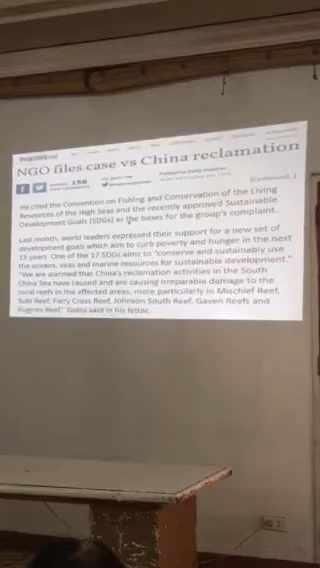 NGO files case vs China reclamation
158
[Continued..]
He cited the Convention on Fishing and Conservation of the Living
Resources of the High Seas and the recently approved Sustainable
Development Goals (SDGs) as the bases for the group's complaint.
Last month, world leaders expressed their support for a new set of
development goals which aim to curb poverty and hunger in the next
15 years. One of the 17 SDGs aims to "conserve and sustainably use
the oceans, seas and marine resources for sustainable development."
"We are alarmed that China's reclamation activities in the South
China Sea have caused and are causing irreparable damage to the
coral reefs in the affected areas, more particularly in Mischief Reef,
Subi Reef, Fiery Cross Reef, Johnson South Reef, Gaven Reefs and
Hughes Reef," said in his letter.